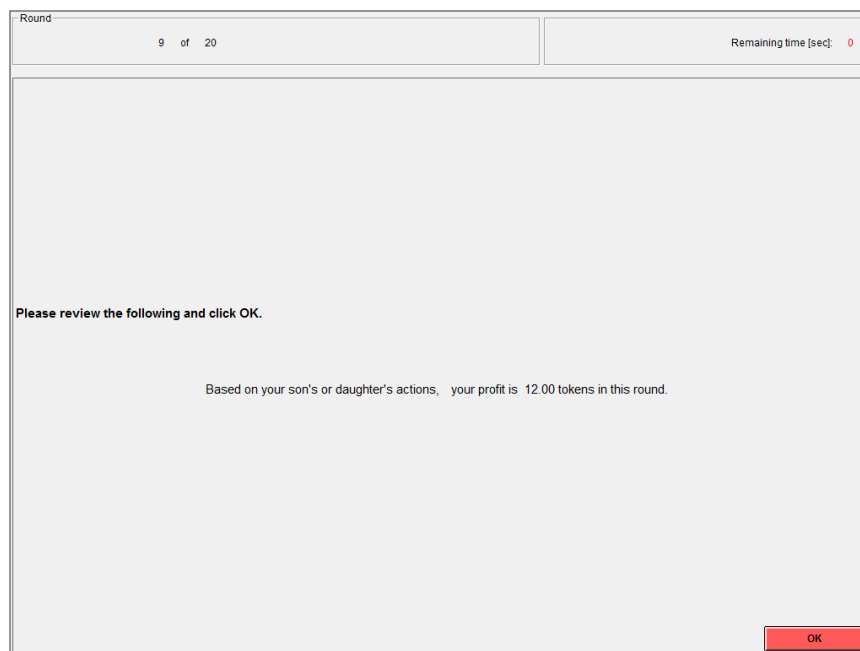 Round
9 of 20
Remaining time [sec]: 0
Please review the following and click OK.
Based on your son's or daughter's actions, your profit is 12.00 tokens in this round.
OK